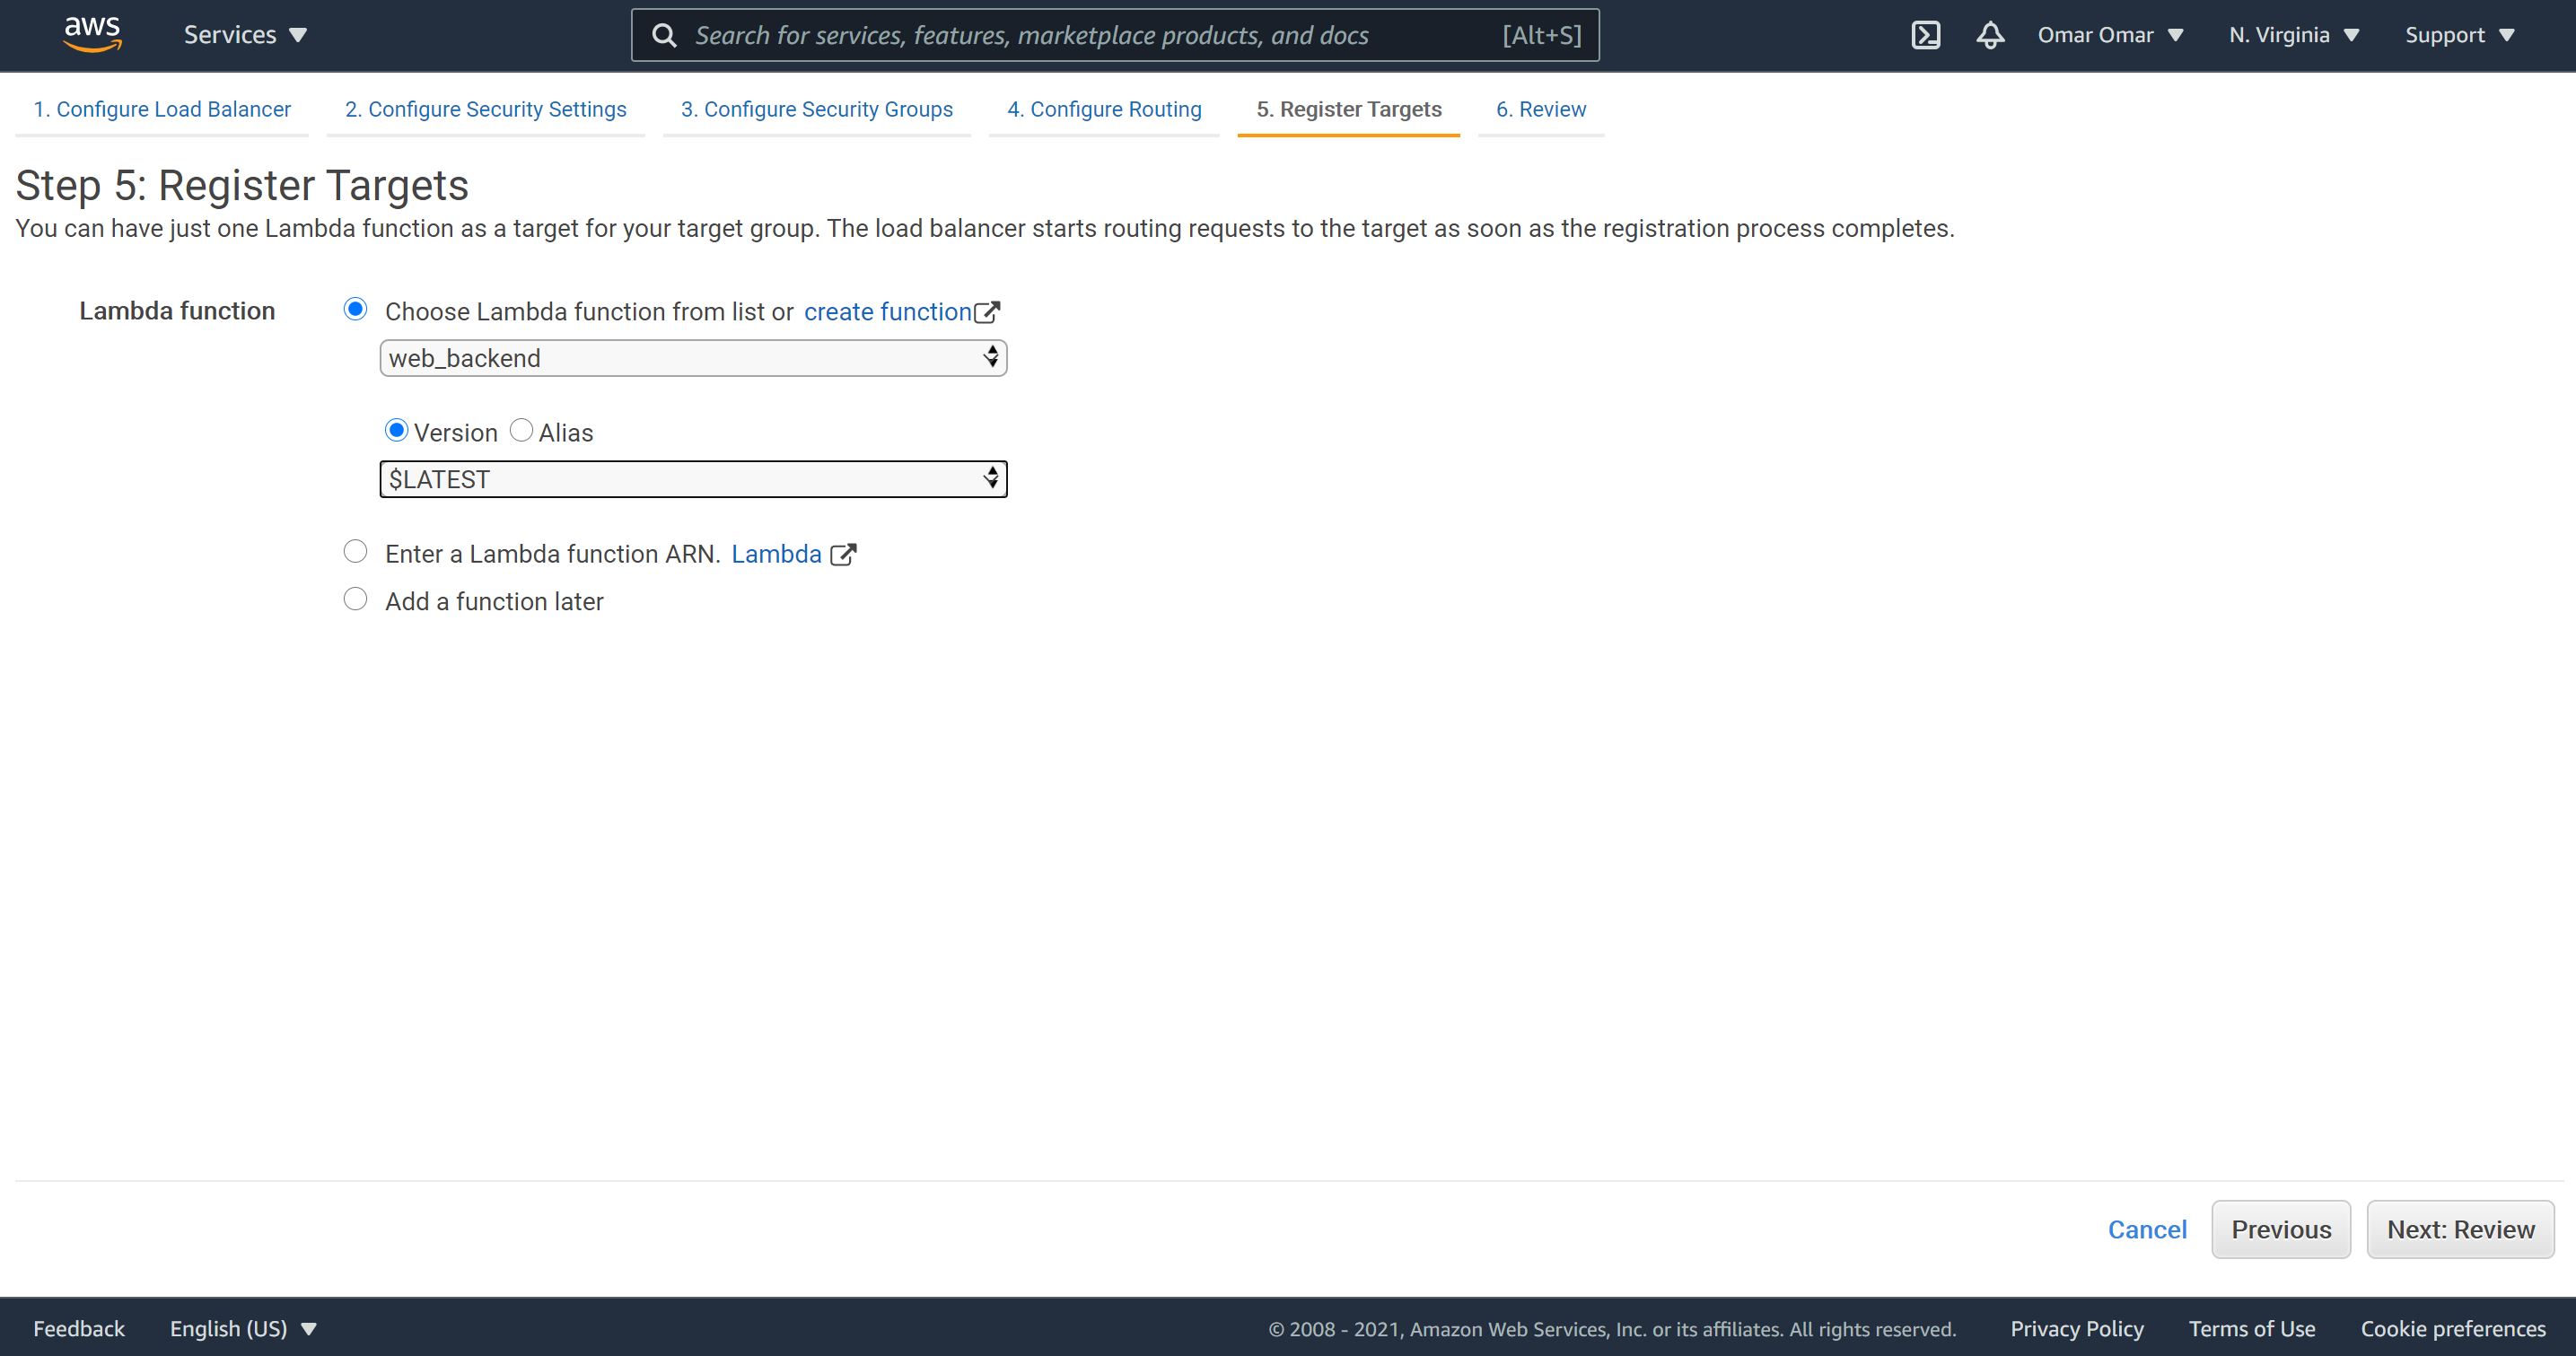 aws Services Search for services, features, marketplace products, and docs [Alt+S] Omar Omar N. Virginia Support
1. Configure Load Balancer 2. Configure Security Settings 3. Configure Security Groups 4. Configure Routing 5. Register Targets 6. Review
Step 5: Register Targets
You can have just one Lambda function as a target for your target group. The load balancer starts routing requests to the target as soon as the registration process completes.
Lambda function Choose Lambda function from list or create function
web_backend
Version Alias
$LATEST
Enter a Lambda function ARN. Lambda
Add a function later
Cancel Previous Next: Review
Feedback English (US) © 2008 - 2021, Amazon Web Services, Inc. or its affiliates. All rights reserved. Privacy Policy Terms of Use Cookie preferences